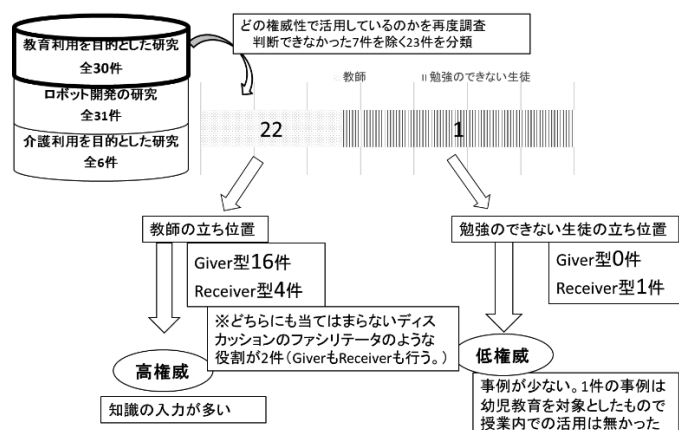 教育利用を目的とした研究
全30件
ロボット開発の研究
全31件
介護利用を目的とした研究
全6件
どの権威性で活用しているのかを再度調査
判断できなかった7件を除く23件を分類
教師
勉強のできない生徒
22
1
教師の立ち位置
Giver型16件
Receiver型4件
※どちらにも当てはまらないディス
カッションのファシリテータのような
役割が2件(GiverもReceiverも行う。)
高権威
知識の入力が多い
勉強のできない生徒の立ち位置
Giver型0件
Receiver型1件
低権威
事例が少ない。1件の事例は
幼児教育を対象としたもので
授業内での活用は無かった